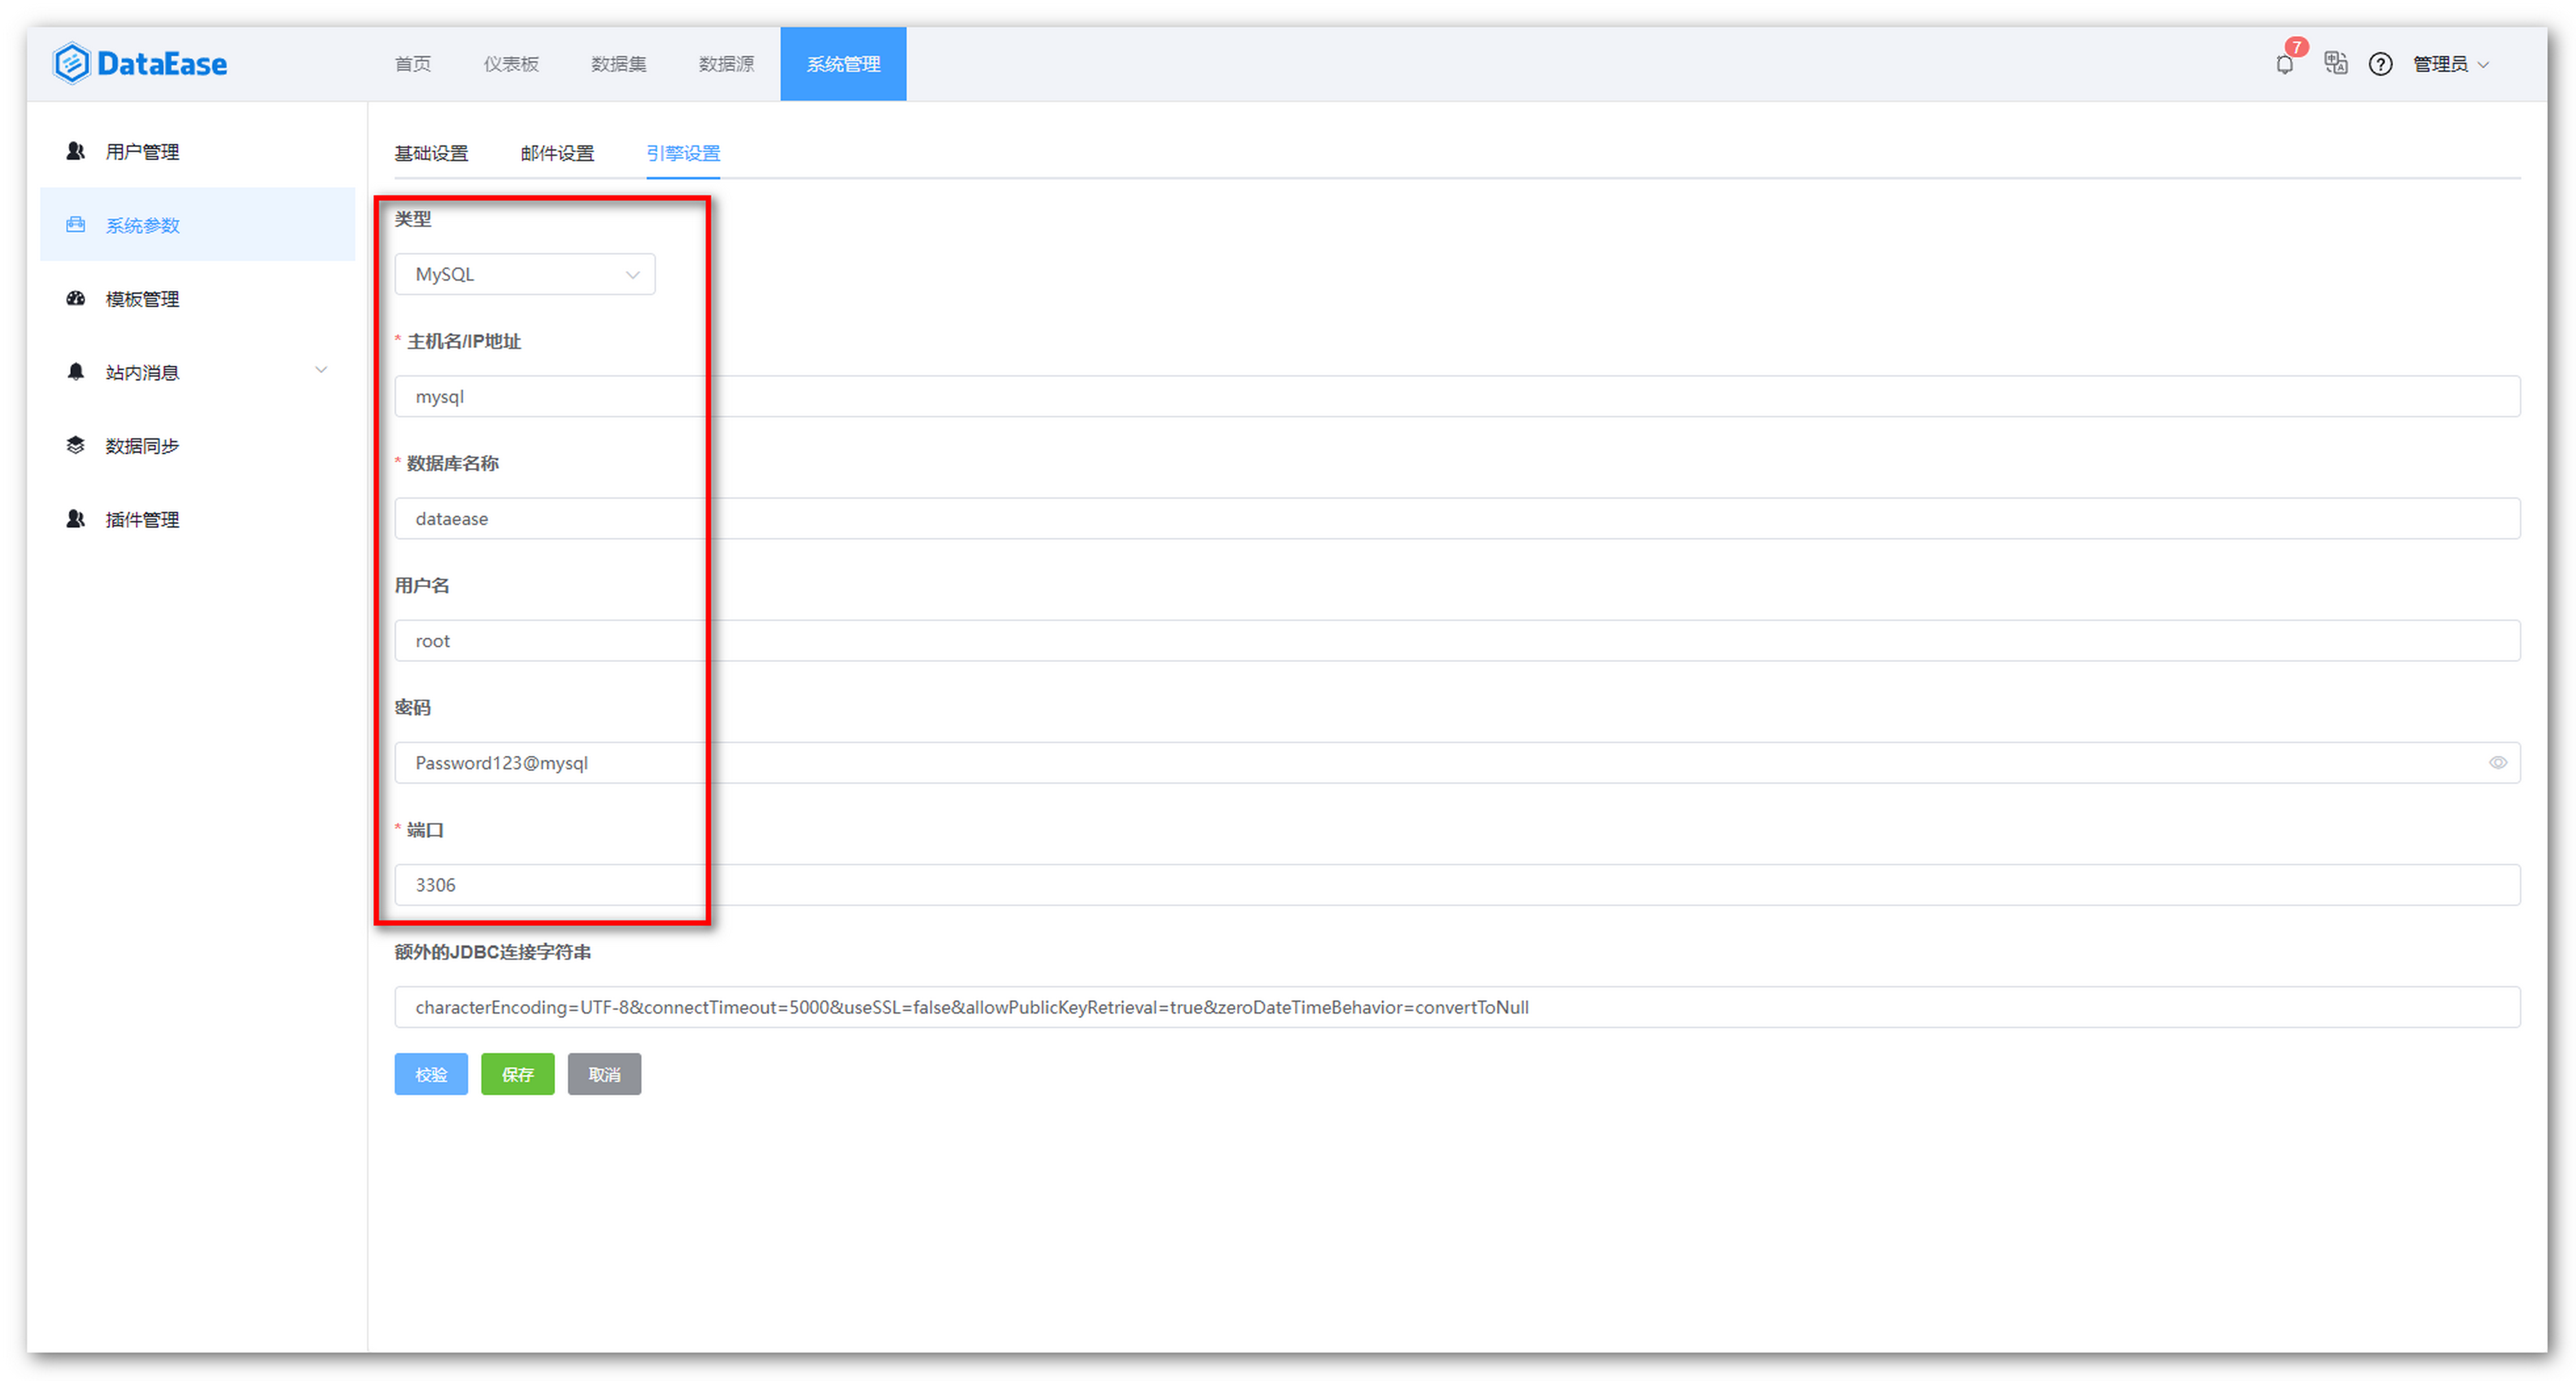 DataEase
首页 仪表板 数据集 数据源 系统管理
7
管理员
用户管理
系统参数
模板管理
站内消息
数据同步
插件管理
基础设置 邮件设置 引擎设置
类型
MySQL
* 主机名/IP地址
mysql
* 数据库名称
dataease
用户名
root
密码
Password123@mysql
* 端口
3306
额外的JDBC连接字符串
characterEncoding=UTF-8&connectTimeout=5000&useSSL=false&allowPublicKeyRetrieval=true&zeroDateTimeBehavior=convertToNull
校验 保存 取消